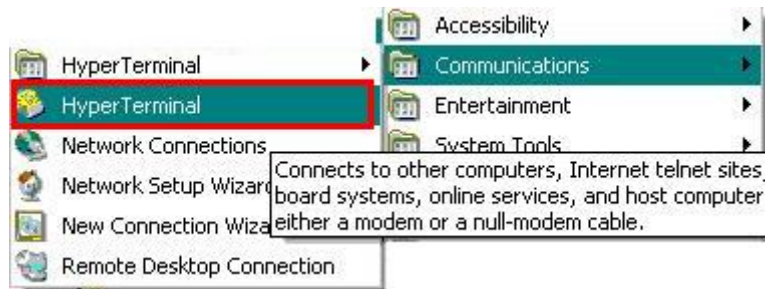 Accessibility
Communications
Entertainment
System Tools
HyperTerminal
HyperTerminal
Network Connections
Network Setup Wizard
New Connection Wiza
Remote Desktop Connection
Connects to other computers, Internet telnet sites,
board systems, online services, and host computer
either a modem or a null-modem cable.